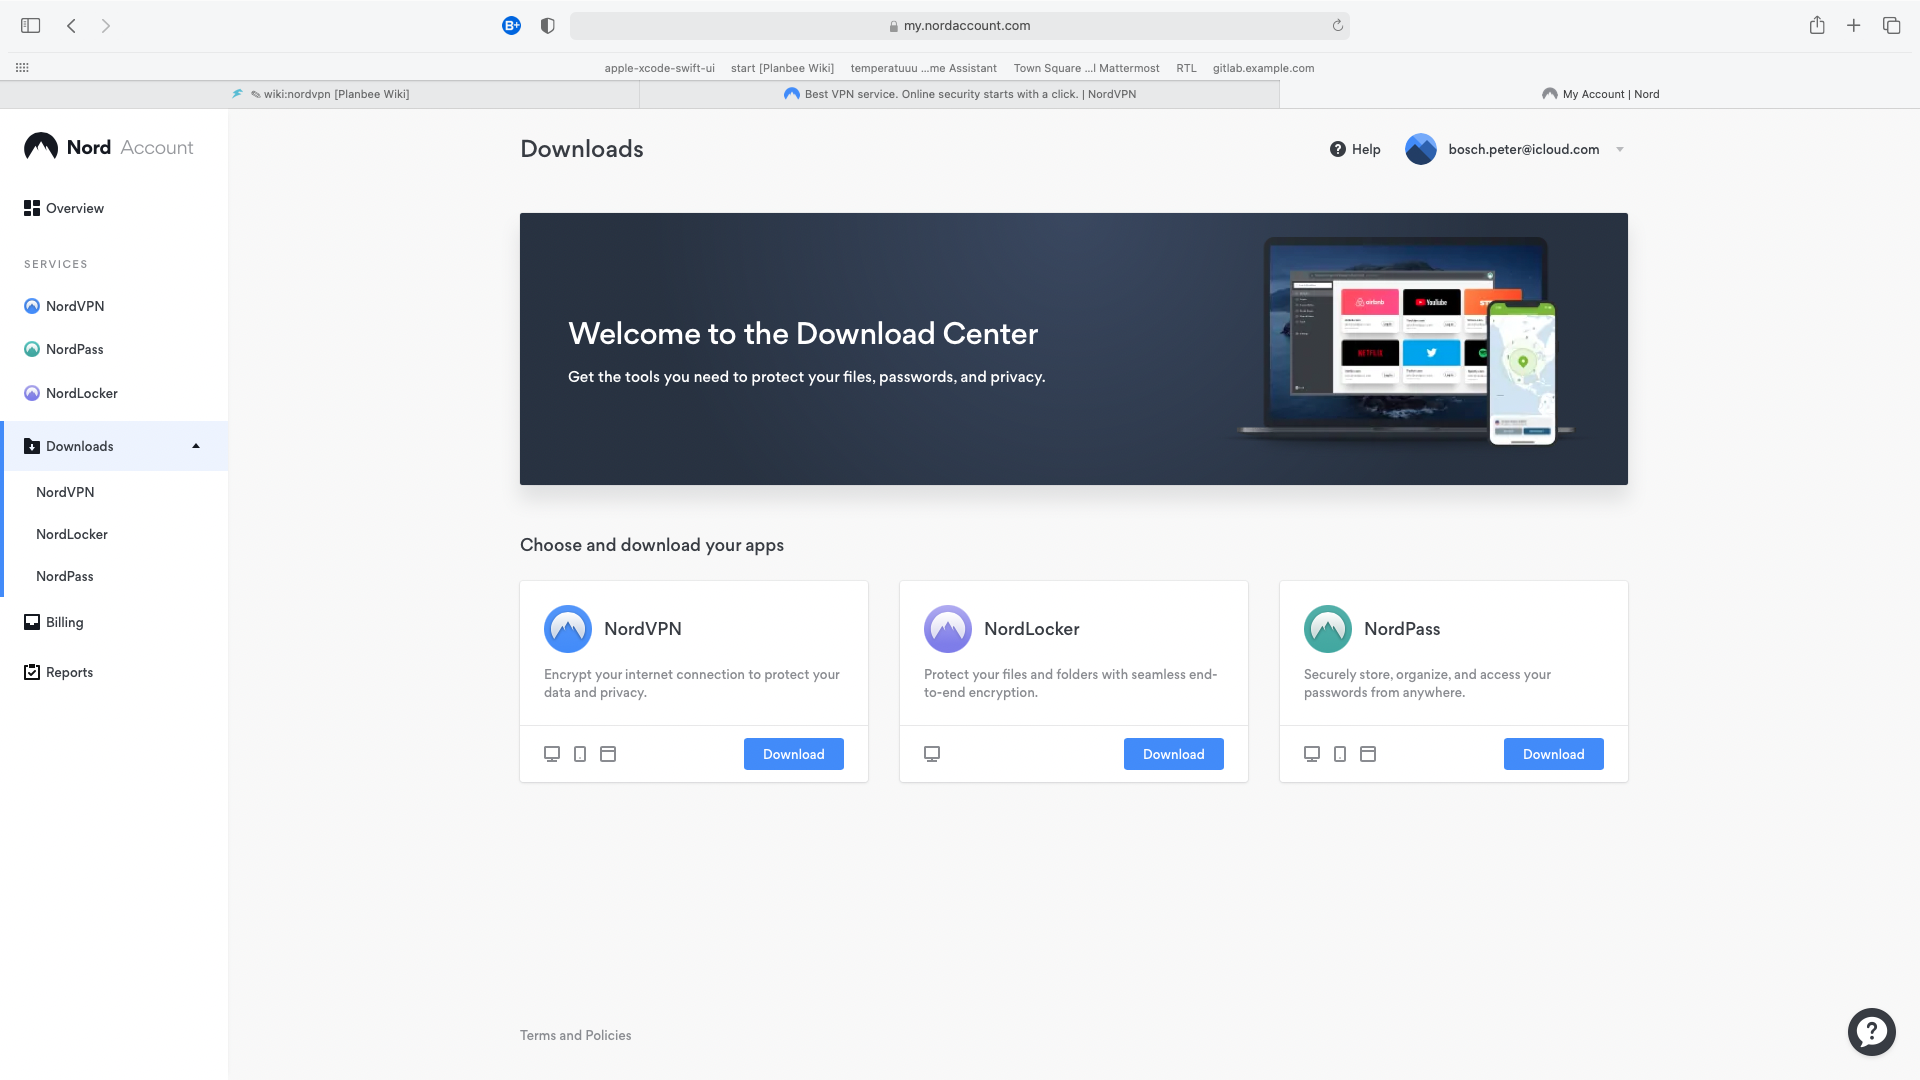 my.nordaccount.com
apple-xcode-swift-ui start [Planbee Wiki] temperatuuu ...me Assistant Town Square ...l Mattermost RTL gitlab.example.com
✎ wiki:nordvpn [Planbee Wiki] Best VPN service. Online security starts with a click. | NordVPN My Account | Nord
Nord Account
Downloads
Help bosch.peter@icloud.com
Overview
SERVICES
NordVPN
NordPass
NordLocker
Downloads
NordVPN
NordLocker
NordPass
Billing
Reports
Welcome to the Download Center
Get the tools you need to protect your files, passwords, and privacy.
airbnb YouTube
NETFLIX
Choose and download your apps
NordVPN
Encrypt your internet connection to protect your
data and privacy.
Download
NordLocker
Protect your files and folders with seamless end-
to-end encryption.
Download
NordPass
Securely store, organize, and access your
passwords from anywhere.
Download
Terms and Policies